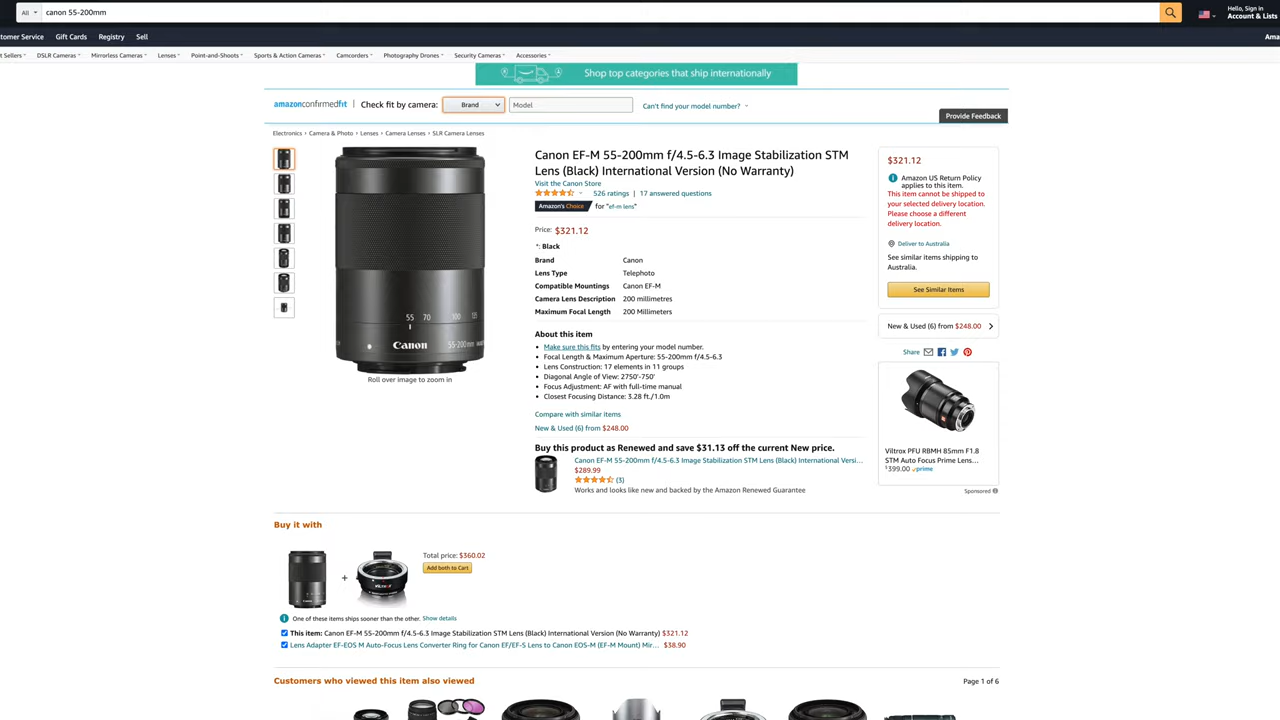 All
canon 55-200mm
Hello, Sign in
Account & Lists
tomer Service Gift Cards Registry Sell
Ama
t Sellers DSLR Cameras Mirrorless Cameras Lenses Point-and-Shoots Sports & Action Cameras Camcorders Photography Drones Security Cameras Accessories
Shop top categories that ship internationally
amazonconfirmedfit | Check fit by camera: Brand Model Can't find your model number?
Provide Feedback
Electronics › Camera & Photo › Lenses › Camera Lenses › SLR Camera Lenses
55 70 100 135
Canon 55-200 mm
Roll over image to zoom in
Canon EF-M 55-200mm f/4.5-6.3 Image Stabilization STM
Lens (Black) International Version (No Warranty)
Visit the Canon Store
526 ratings | 17 answered questions
Amazon's Choice for "ef-m lens"
Price: $321.12
*: Black
Brand Canon
Lens Type Telephoto
Compatible Mountings Canon EF-M
Camera Lens Description 200 millimetres
Maximum Focal Length 200 Millimeters
About this item
• Make sure this fits by entering your model number.
• Focal Length & Maximum Aperture: 55-200mm f/4.5-6.3
• Lens Construction: 17 elements in 11 groups
• Diagonal Angle of View: 2750'-50'
• Focus Adjustment: AF with full-time manual
• Closest Focusing Distance: 3.28 ft./1.0m
Compare with similar items
New & Used (6) from $248.00
Buy this product as Renewed and save $31.13 off the current New price.
Canon EF-M 55-200mm f/4.5-6.3 Image Stabilization STM Lens (Black) International Versi...
$289.99
(3)
Works and looks like new and backed by the Amazon Renewed Guarantee
$321.12
Amazon US Return Policy
applies to this item.
This item cannot be shipped to
your selected delivery location.
Please choose a different
delivery location.
Deliver to Australia
See similar items shipping to
Australia.
See Similar Items
New & Used (6) from $248.00
Share
Viltrox PFU RBMH 85mm F1.8
STM Auto Focus Prime Lens...
$399.00 prime
Sponsored
Buy it with
+
Total price: $360.02
Add both to Cart
One of these items ships sooner than the other. Show details
This item: Canon EF-M 55-200mm f/4.5-6.3 Image Stabilization STM Lens (Black) International Version (No Warranty) $321.12
Lens Adapter EF-EOS M Auto-Focus Lens Converter Ring for Canon EF/EF-S Lens to Canon EOS-M (EF-M Mount) Mir... $38.90
Customers who viewed this item also viewed
Page 1 of 6